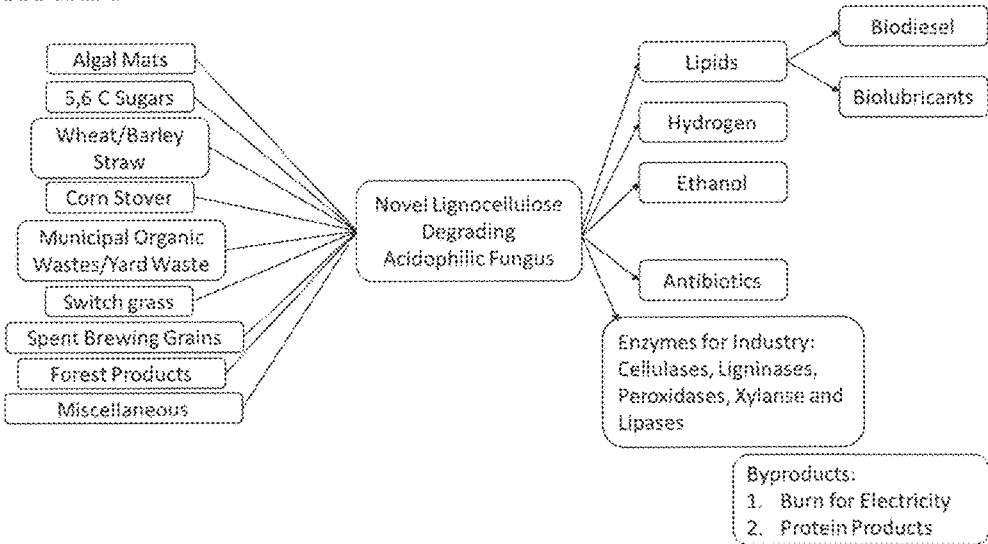 Algal Mats
5,6 C Sugars
Wheat/Barley
Straw
Corn Stover
Municipal Organic
Wastes/Yard Waste
Switch grass
Spent Brewing Grains
Forest Products
Miscellaneous
Novel Lignocellulose
Degrading
Acidophilic Fungus
Lipids
Hydrogen
Ethanol
Antibiotics
Enzymes for Industry:
Cellulases, Ligninases,
Peroxidases, Xylanse and
Lipases
Biodiesel
Biolubricants
Byproducts:
1. Burn for Electricity
2. Protein Products